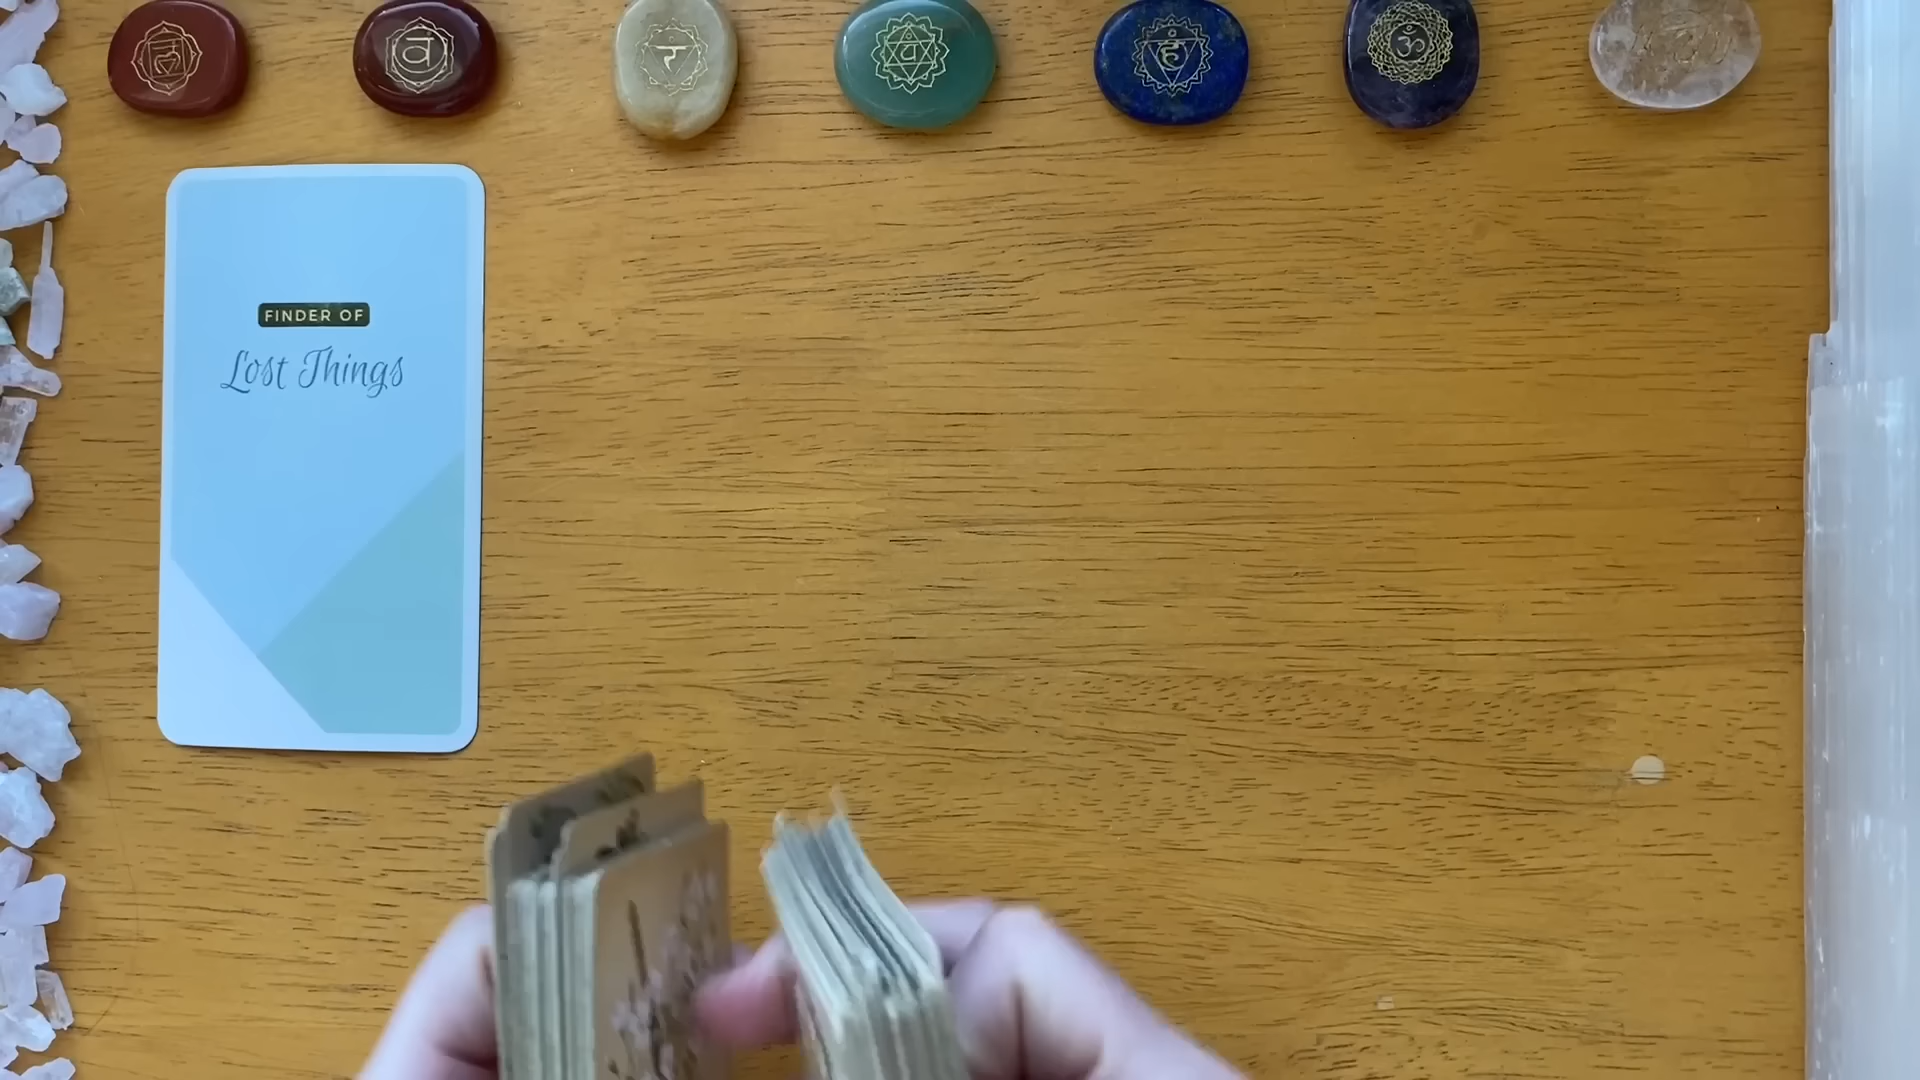 लं
वं
रं
यं
हं
ॐ
FINDER OF
Lost Things